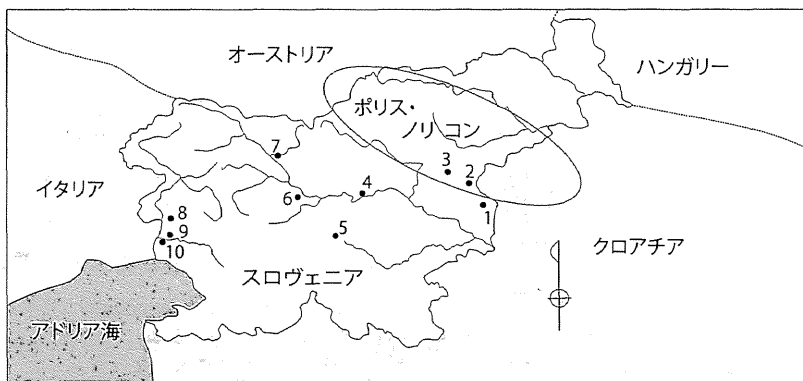 オーストリア
ハンガリー
ポリス・
ノリコン
7
3
2
イタリア
6
4
1
8
9
5
10
クロアチア
スロヴェニア
アドリア海